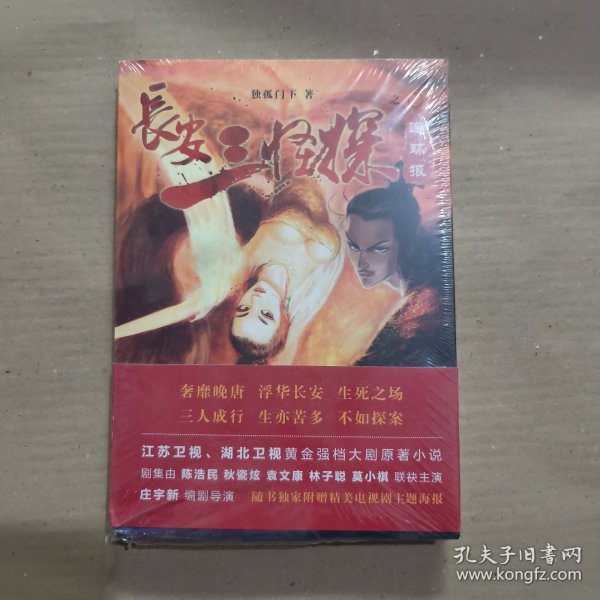 独孤门下 著
長安三怪探
之
连环报
奢靡晚唐 浮华长安 生死之场
三人成行 生亦苦多 不如探案
江苏卫视、湖北卫视黄金强档大剧原著小说
剧集由 陈浩民 秋瓷炫 袁文康 林子聪 莫小棋 联袂主演
庄宇新 编剧导演 随书独家附赠精美电视剧主题海报
孔夫子旧书网
www.kongfz.com